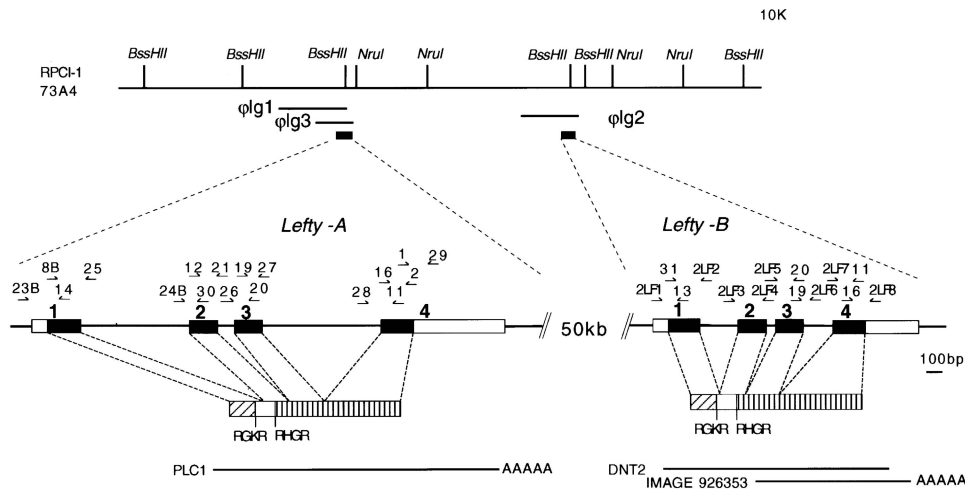 10K
BssHII BssHII BssHII NruI NruI BssHII BssHII NruI NruI BssHII
RPCI-1
73A4
φlg1
φlg3
φlg2
Lefty -A
Lefty -B
1 29
8B 25 12 21 19 27 16 2 31 2LF2 2LF5 20 2LF7 11
23B 14 24B 30 26 20 28 11 2LF1 13 2LF3 2LF4 19 2LF6 16 2LF8
1 2 3 4 1 2 3 4
50kb
100bp
RGKR RHGR RGKR RHGR
PLC1 AAAAA DNT2
IMAGE 926353 AAAAA